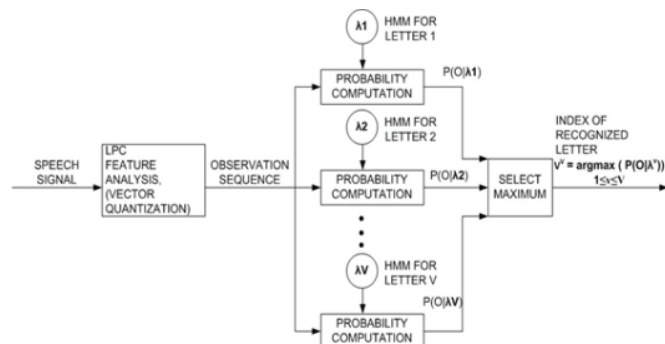 λ1
HMM FOR
LETTER 1
PROBABILITY
COMPUTATION
P(O|λ1)
λ2
HMM FOR
LETTER 2
SPEECH
SIGNAL
LPC
FEATURE
ANALYSIS,
(VECTOR
QUANTIZATION)
OBSERVATION
SEQUENCE
PROBABILITY
COMPUTATION
P(O|λ2)
SELECT
MAXIMUM
INDEX OF
RECOGNIZED
LETTER
v^v = argmax ( P(O|λ^v))
1≤v≤V
λV
HMM FOR
LETTER V
P(O|λV)
PROBABILITY
COMPUTATION